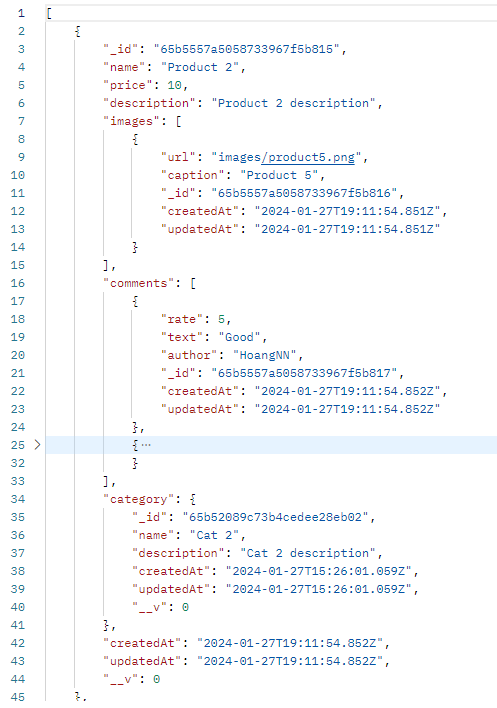 1 [
2 {
3 "_id": "65b5557a5058733967f5b815",
4 "name": "Product 2",
5 "price": 10,
6 "description": "Product 2 description",
7 "images": [
8 {
9 "url": "images/product5.png",
10 "caption": "Product 5",
11 "_id": "65b5557a5058733967f5b816",
12 "createdAt": "2024-01-27T19:11:54.851Z",
13 "updatedAt": "2024-01-27T19:11:54.851Z"
14 }
15 ],
16 "comments": [
17 {
18 "rate": 5,
19 "text": "Good",
20 "author": "HoangNN",
21 "_id": "65b5557a5058733967f5b817",
22 "createdAt": "2024-01-27T19:11:54.852Z",
23 "updatedAt": "2024-01-27T19:11:54.852Z"
24 },
25 { ⋯
32 }
33 ],
34 "category": {
35 "_id": "65b52089c73b4cedee28eb02",
36 "name": "Cat 2",
37 "description": "Cat 2 description",
38 "createdAt": "2024-01-27T15:26:01.059Z",
39 "updatedAt": "2024-01-27T15:26:01.059Z",
40 "__v": 0
41 },
42 "createdAt": "2024-01-27T19:11:54.852Z",
43 "updatedAt": "2024-01-27T19:11:54.852Z",
44 "__v": 0
45 },